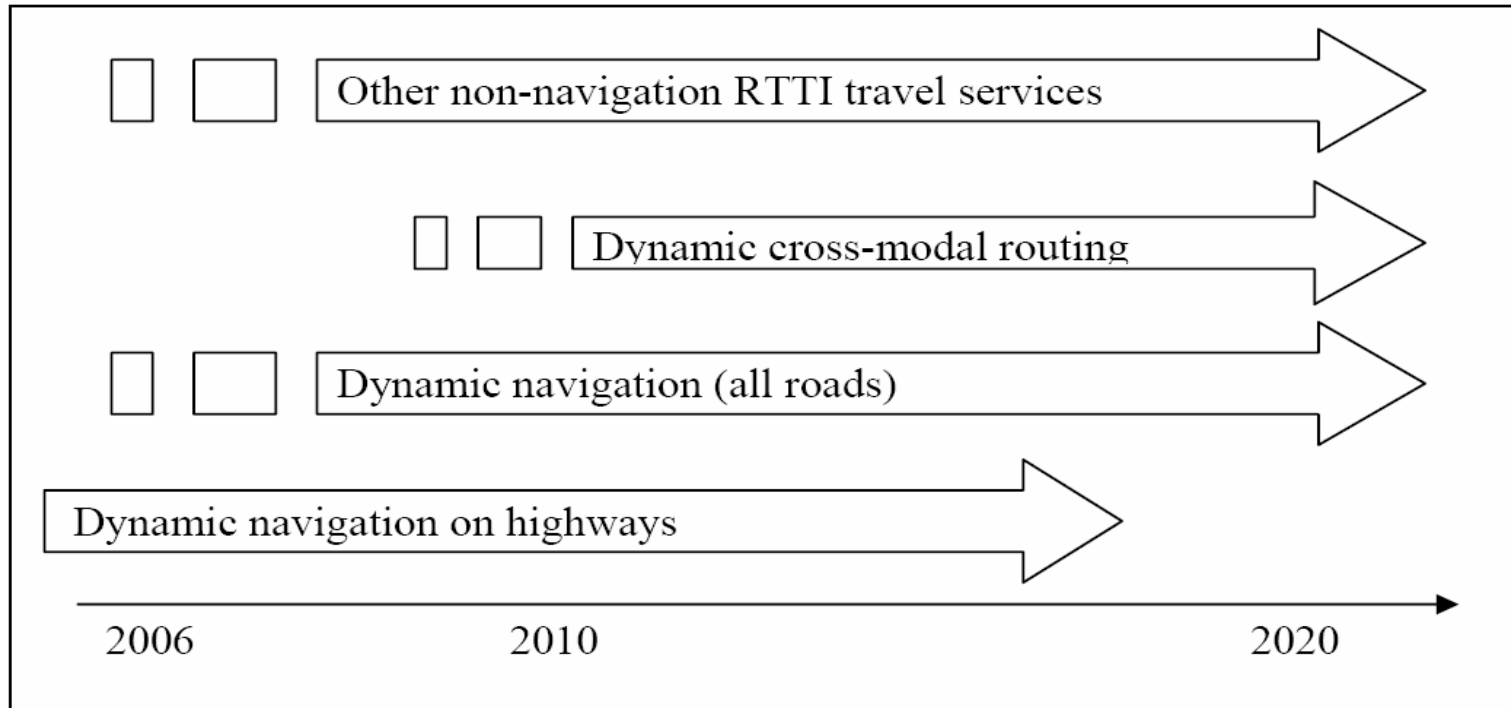 Other non-navigation RTTI travel services
Dynamic cross-modal routing
Dynamic navigation (all roads)
Dynamic navigation on highways
2006 2010 2020